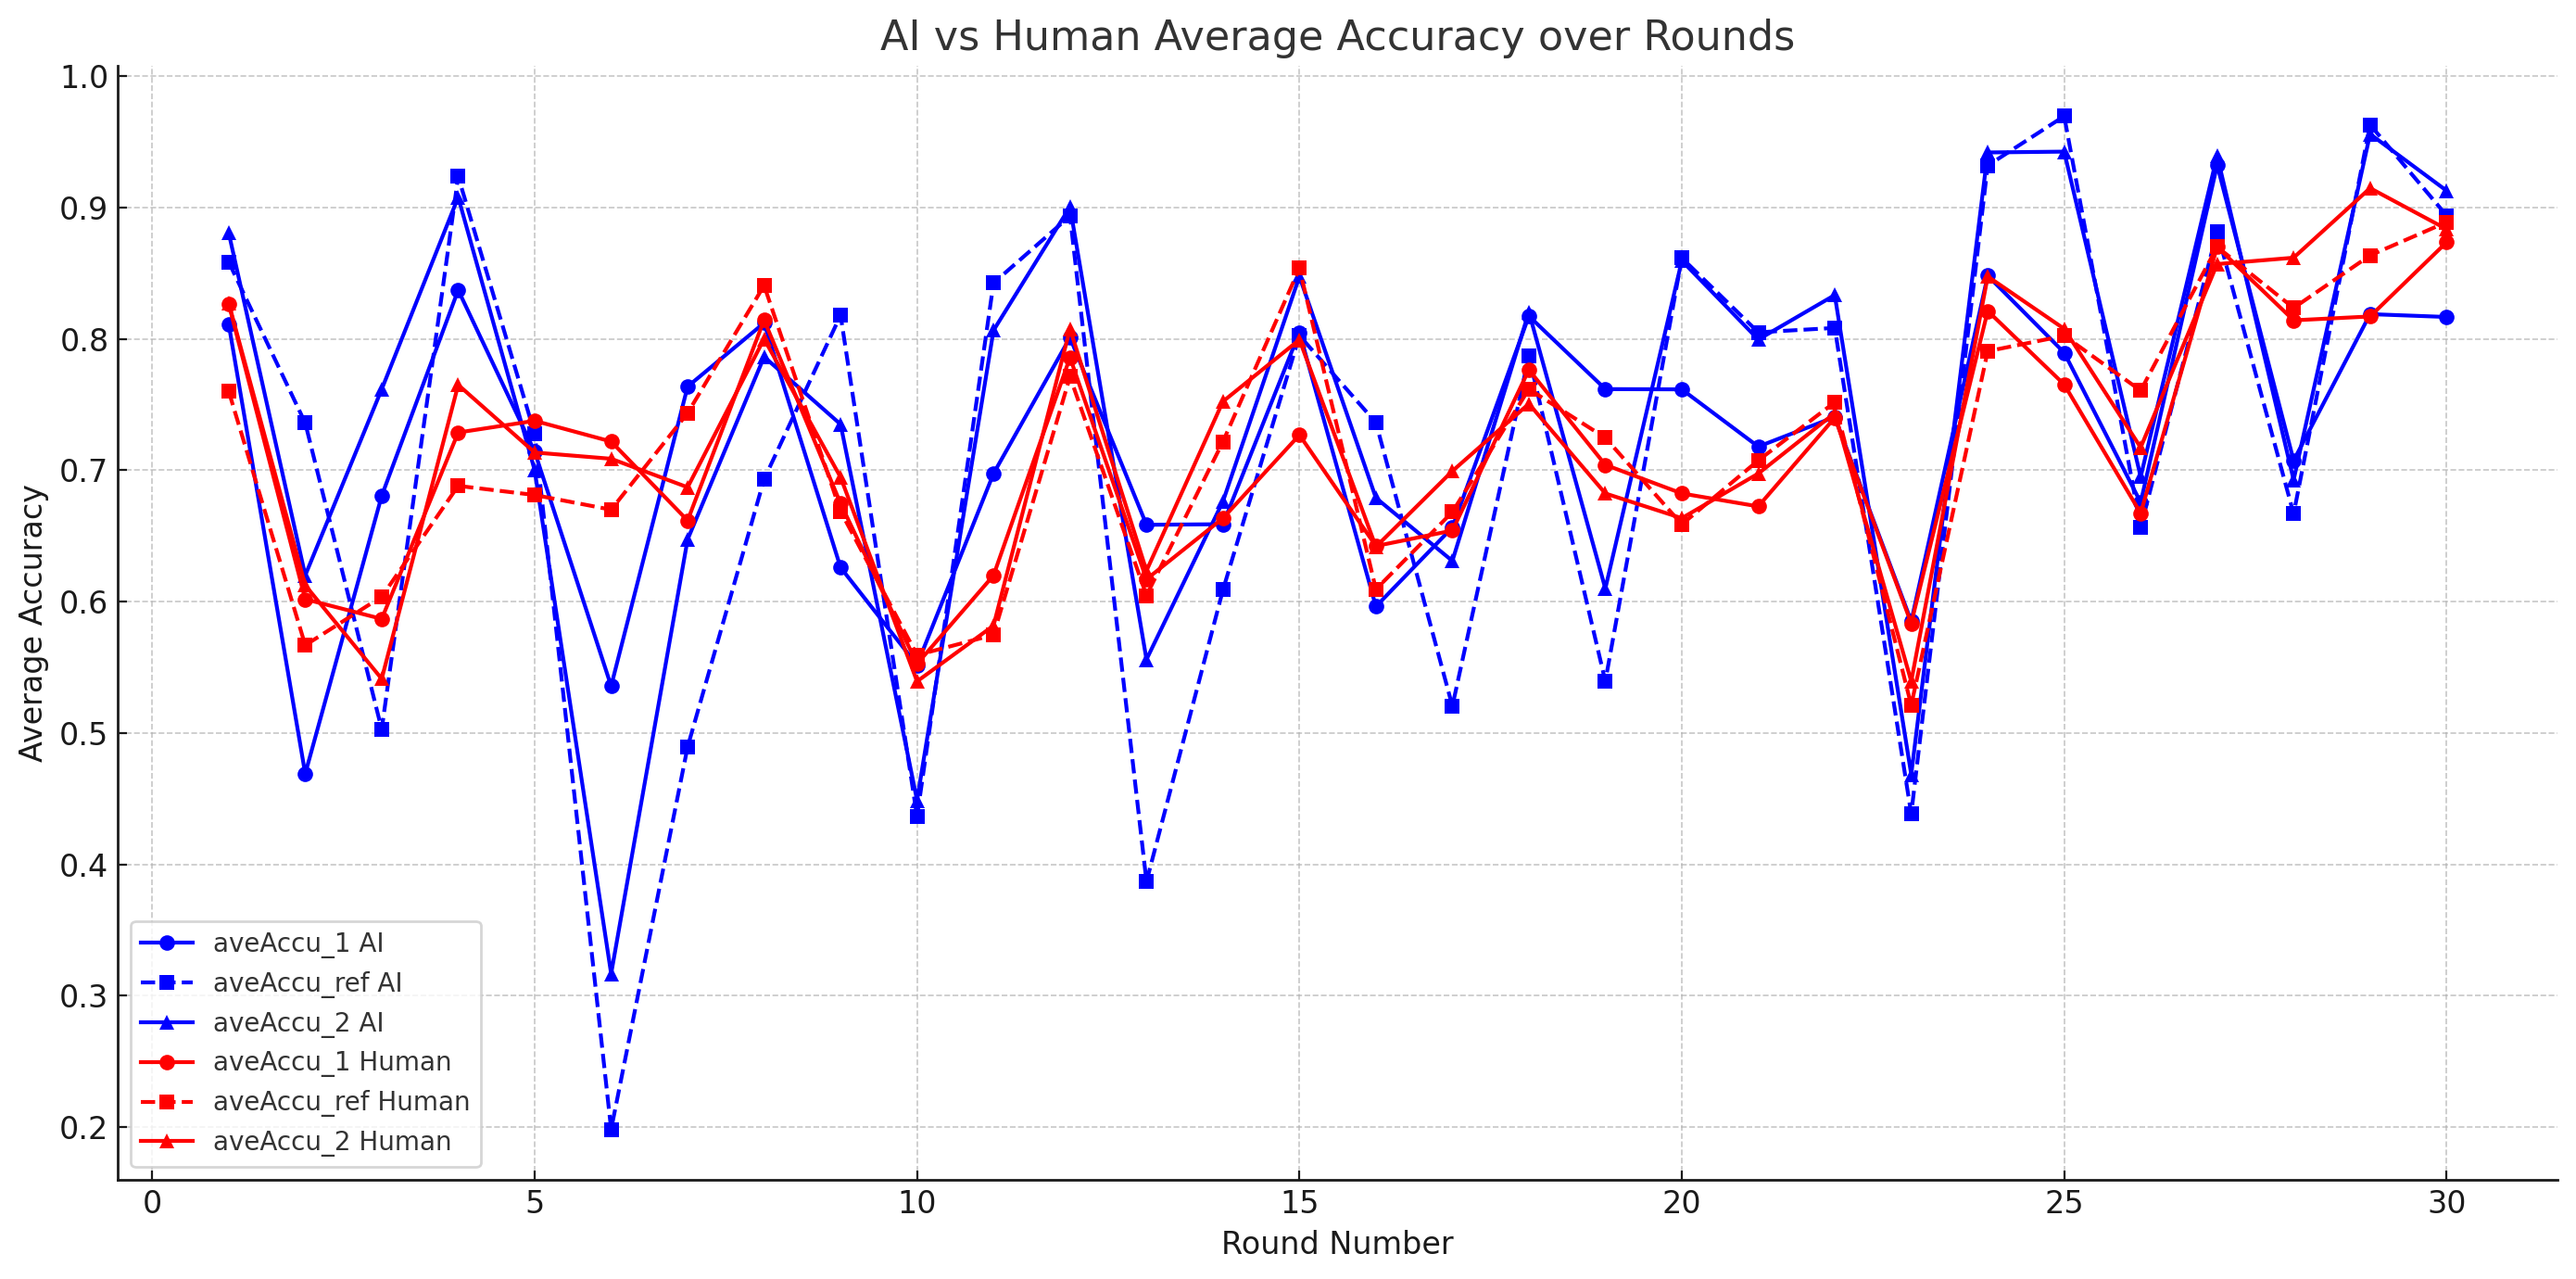 AI vs Human Average Accuracy over Rounds
1.0
0.9
0.8
0.7
0.6
0.5
0.4
0.3
0.2
Average Accuracy
aveAccu_1 AI
aveAccu_ref AI
aveAccu_2 AI
aveAccu_1 Human
aveAccu_ref Human
aveAccu_2 Human
0 5 10 15 20 25 30
Round Number